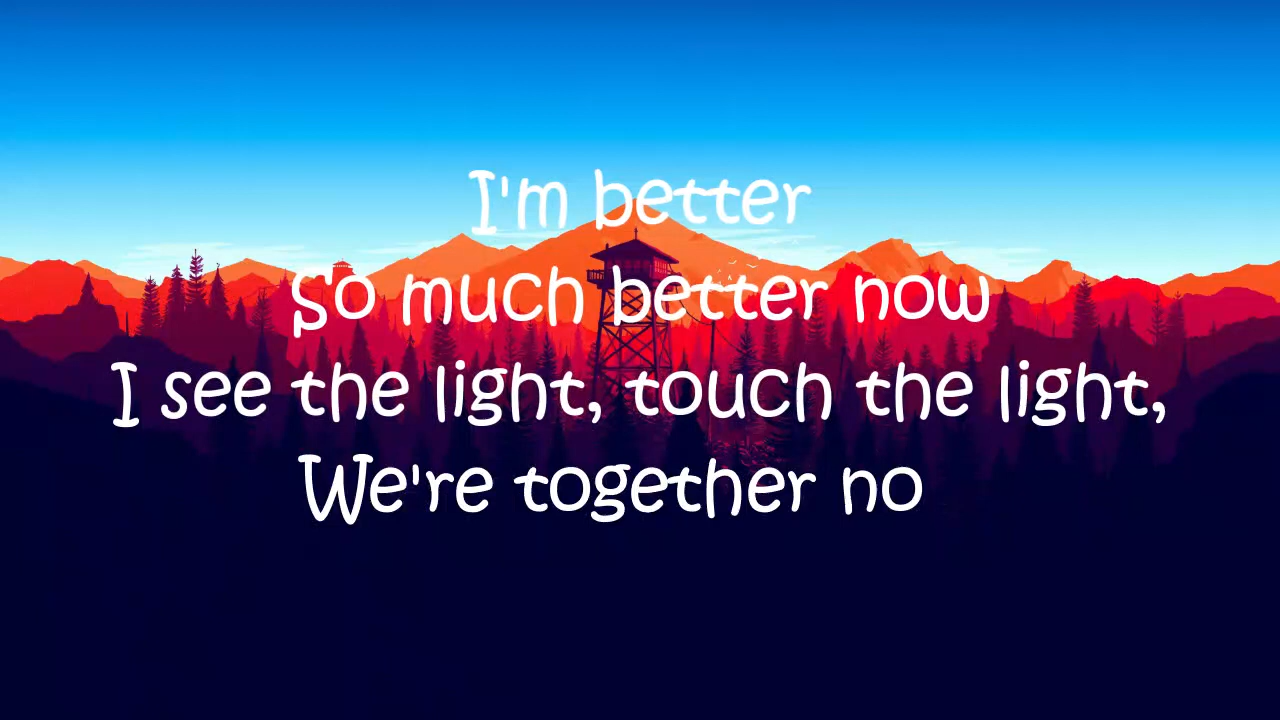 I'm better
So much better now
I see the light, touch the light,
We're together no